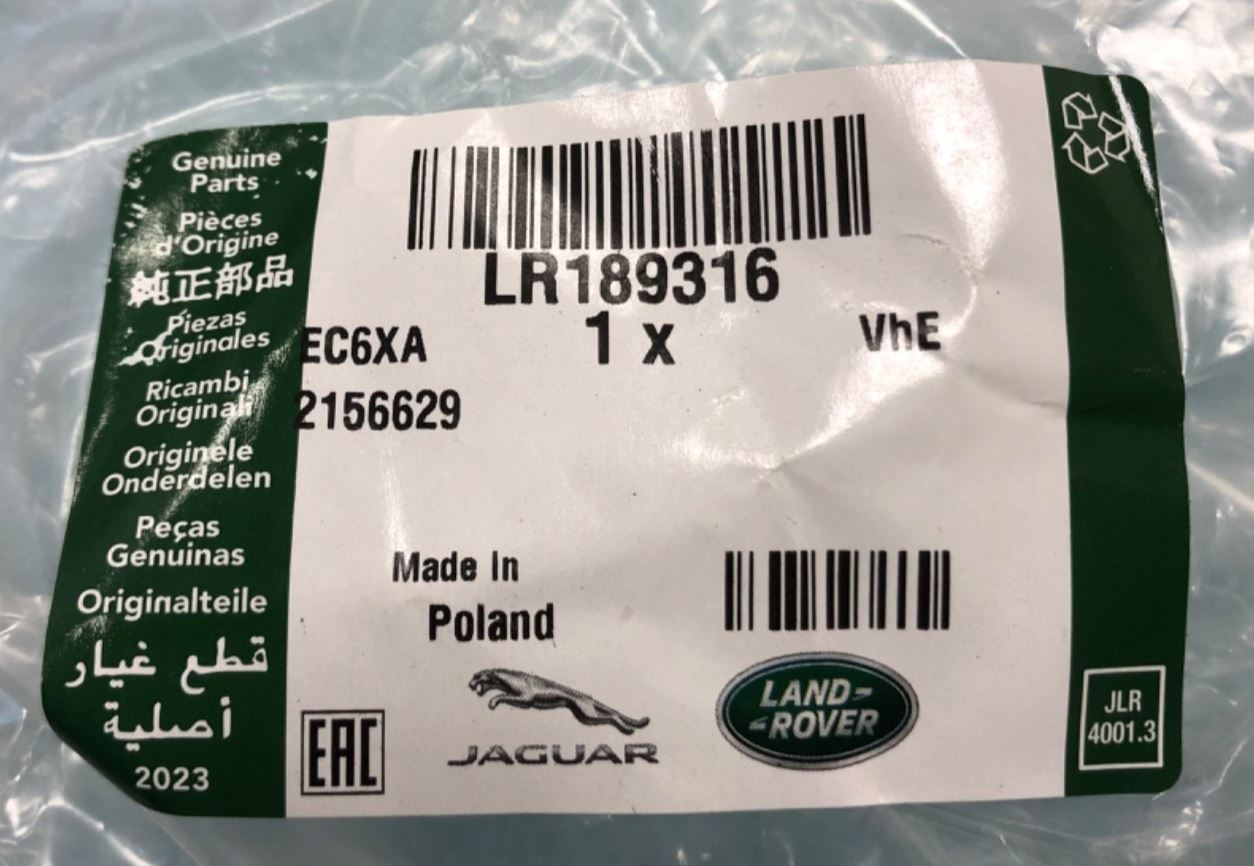 Genuine
Parts
Pièces
d'Origine
純正部品
Piezas
Originales
Ricambi
Originali
Originele
Onderdelen
Peças
Genuinas
Originalteile
قطع غيار
أصلية
2023
LR189316
EC6XA 1 x VhE
2156629
Made In
Poland
EAC
JAGUAR
LAND-
-ROVER
JLR
4001.3